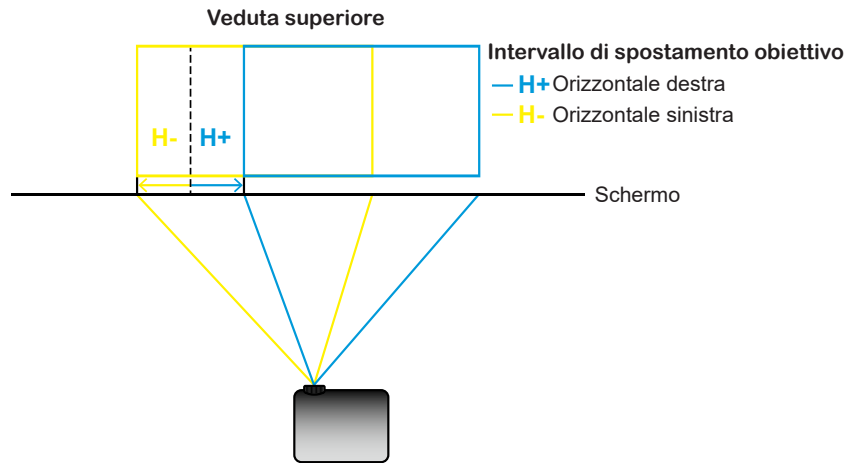 Veduta superiore
Intervallo di spostamento obiettivo
H+ Orizzontale destra
H- Orizzontale sinistra
H- H+
Schermo